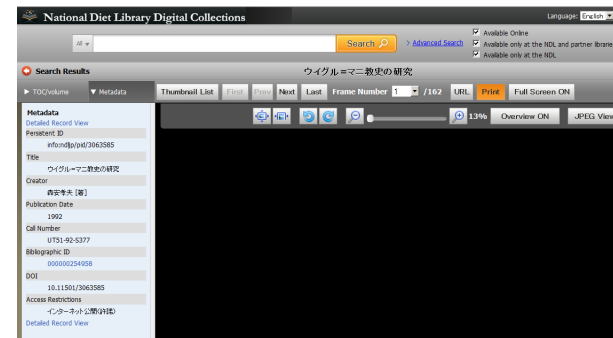 National Diet Library Digital Collections
Language: English
All
Search
> Advanced Search
Available Online
Available only at the NDL and partner librarie
Available only at the NDL
Search Results
ウイグル=マニ教史の研究
TOC/volume
Metadata
Thumbnail List
First
Prev
Next
Last
Frame Number
1
/162
URL
Print
Full Screen ON
Metadata
Detailed Record View
Persistent ID
info:ndljp/pid/3063585
Title
ウイグル=マニ教史の研究
Creator
森安孝夫 [著]
Publication Date
1992
Call Number
UT51-92-S377
Bibliographic ID
000000254958
DOI
10.11501/3063585
Access Restrictions
インターネット公開(許諾)
Detailed Record View
13%
Overview ON
JPEG View